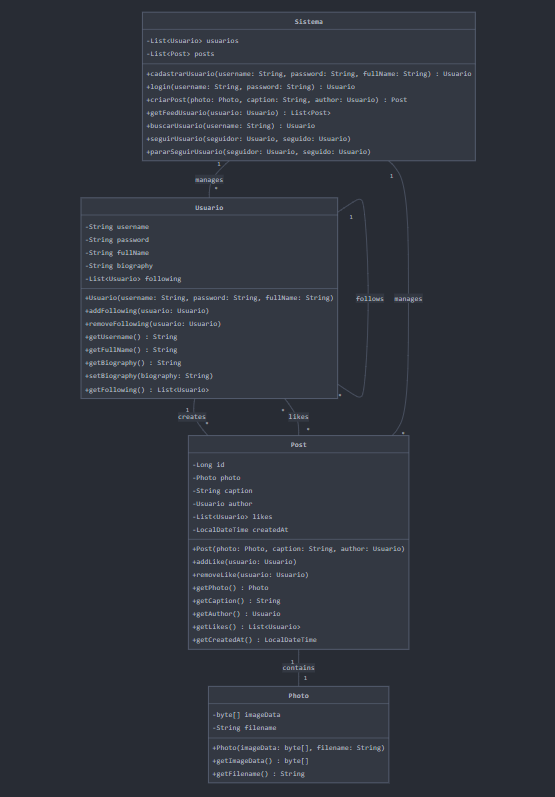 Sistema
-List<Usuario> usuarios
-List<Post> posts
+cadastrarUsuario(username: String, password: String, fullName: String) : Usuario
+login(username: String, password: String) : Usuario
+criarPost(photo: Photo, caption: String, author: Usuario) : Post
+getFeedUsuario(usuario: Usuario) : List<Post>
+buscarUsuario(username: String) : Usuario
+seguirUsuario(seguidor: Usuario, seguido: Usuario)
+pararSeguirUsuario(seguidor: Usuario, seguido: Usuario)
1
1
manages
*
Usuario
-String username
-String password
-String fullName
-String biography
-List<Usuario> following
+Usuario(username: String, password: String, fullName: String)
+addFollowing(usuario: Usuario)
+removeFollowing(usuario: Usuario)
+getUsername() : String
+getFullName() : String
+getBiography() : String
+setBiography(biography: String)
+getFollowing() : List<Usuario>
1
follows
manages
*
1
creates
*
*
likes
*
*
Post
-Long id
-Photo photo
-String caption
-Usuario author
-List<Usuario> likes
-LocalDateTime createdAt
+Post(photo: Photo, caption: String, author: Usuario)
+addLike(usuario: Usuario)
+removeLike(usuario: Usuario)
+getPhoto() : Photo
+getCaption() : String
+getAuthor() : Usuario
+getLikes() : List<Usuario>
+getCreatedAt() : LocalDateTime
1
contains
1
Photo
-byte[] imageData
-String filename
+Photo(imageData: byte[], filename: String)
+getImageData() : byte[]
+getFilename() : String